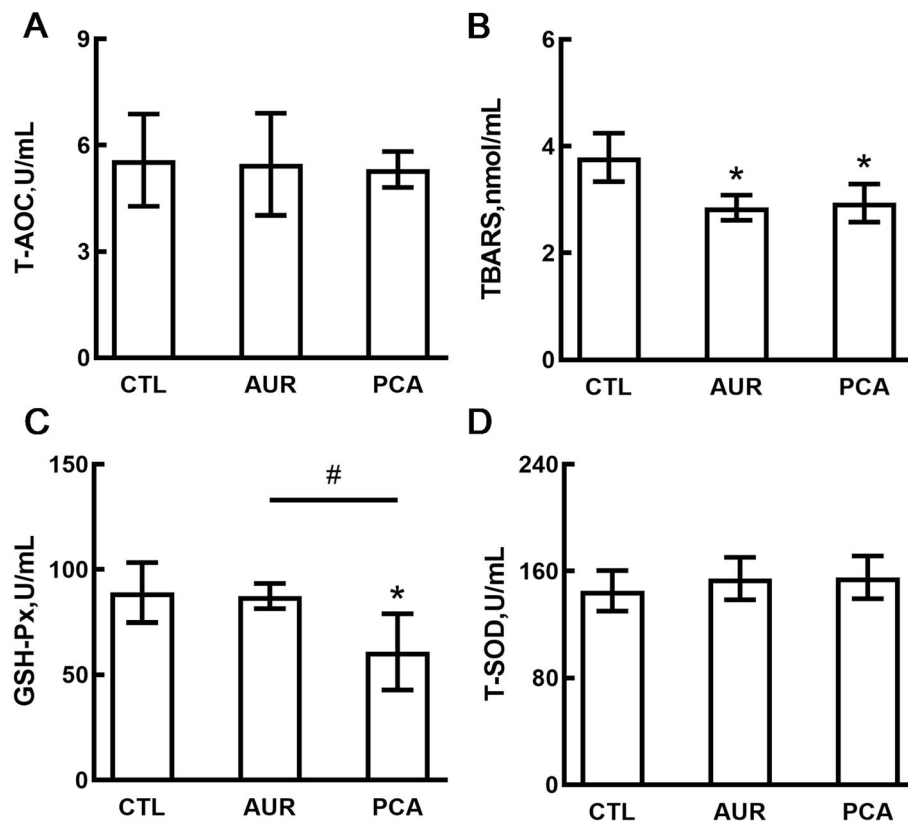 A
T-AOC,U/mL
9
6
3
0
CTL AUR PCA
B
TBARS,nmol/mL
6
4
2
0
* *
CTL AUR PCA
C
GSH-Px,U/mL
150
100
50
0
#
*
CTL AUR PCA
D
T-SOD,U/mL
240
160
80
0
CTL AUR PCA